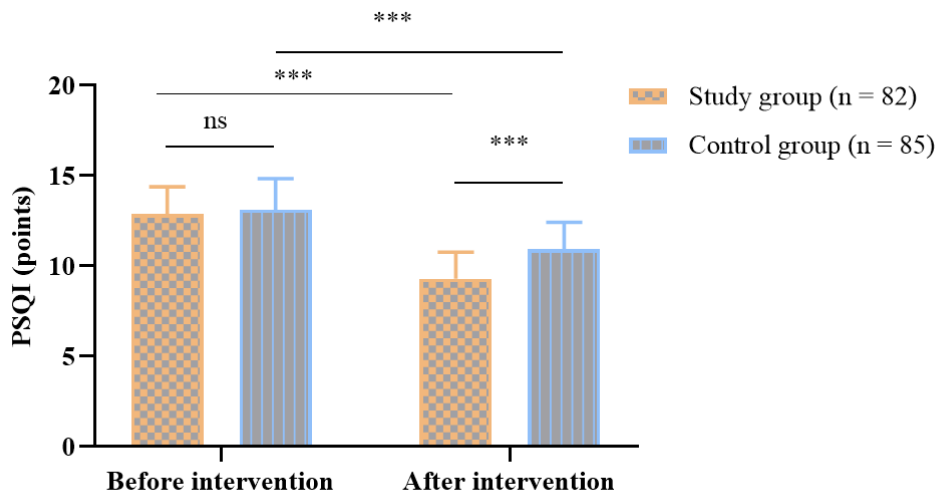 ***
***
ns
***
20
15
10
5
0
PSQI (points)
Before intervention
After intervention
Study group (n = 82)
Control group (n = 85)